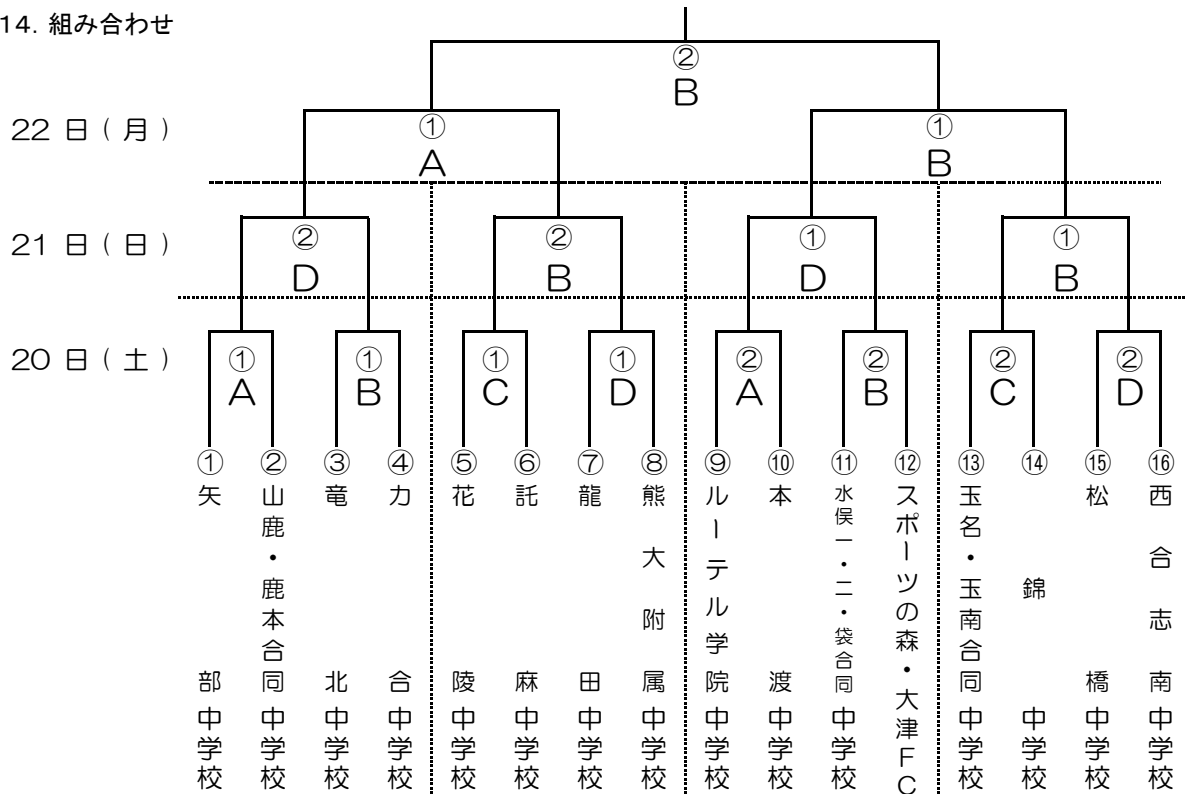 14. 組み合わせ
②
B
22 日 ( 月 )
①
A
①
B
21 日 ( 日 )
②
D
②
B
①
D
①
B
20 日 ( 土 )
①
A
①
B
①
C
①
D
②
A
②
B
②
C
②
D
① 矢部中学校
② 山鹿・鹿本合同中学校
③ 竜北中学校
④ 力合中学校
⑤ 花陵中学校
⑥ 託麻中学校
⑦ 龍田中学校
⑧ 熊大附属中学校
⑨ ルーテル学院中学校
⑩ 本渡中学校
⑪ 水俣一・二・袋合同中学校
⑫ スポーツの森・大津FC
⑬ 玉名・玉南合同中学校
⑭ 錦中学校
⑮ 松橋中学校
⑯ 西合志南中学校